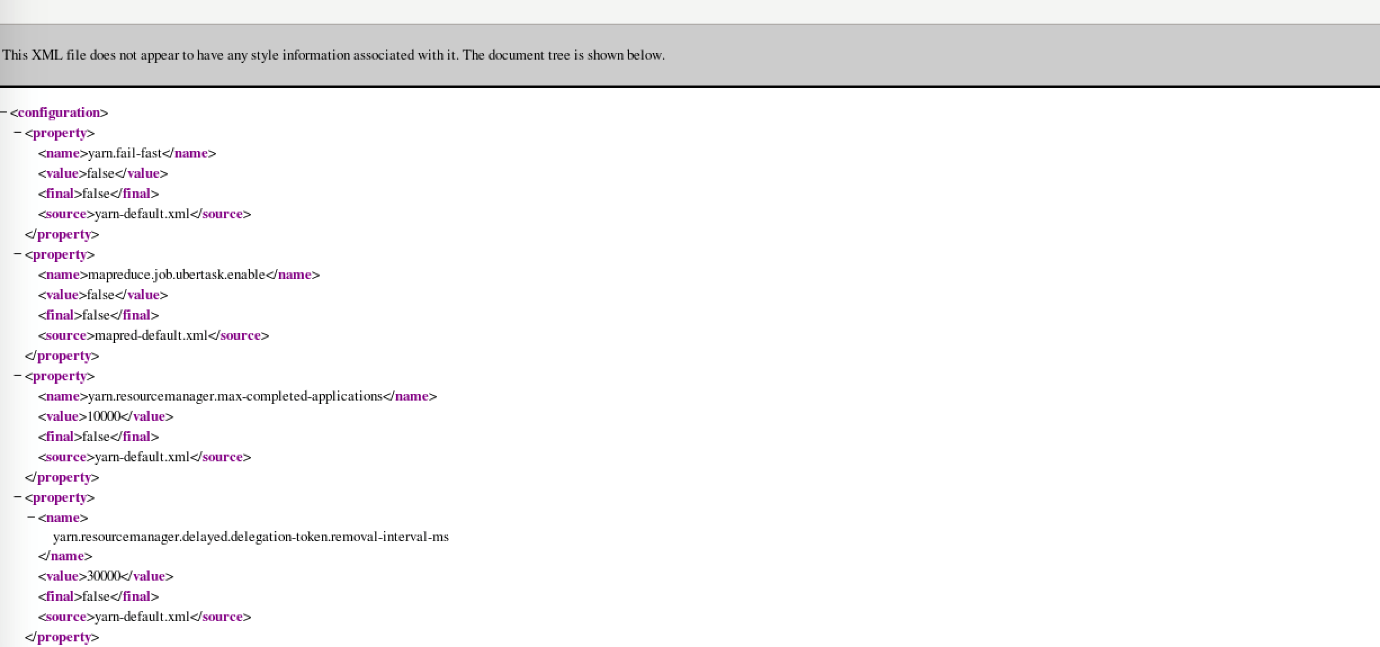 This XML file does not appear to have any style information associated with it. The document tree is shown below.
−<configuration>
−<property>
<name>yarn.fail-fast</name>
<value>false</value>
<final>false</final>
<source>yarn-default.xml</source>
</property>
−<property>
<name>mapreduce.job.ubertask.enable</name>
<value>false</value>
<final>false</final>
<source>mapred-default.xml</source>
</property>
−<property>
<name>yarn.resourcemanager.max-completed-applications</name>
<value>10000</value>
<final>false</final>
<source>yarn-default.xml</source>
</property>
−<property>
−<name>
yarn.resourcemanager.delayed.delegation-token.removal-interval-ms
</name>
<value>30000</value>
<final>false</final>
<source>yarn-default.xml</source>
</property>